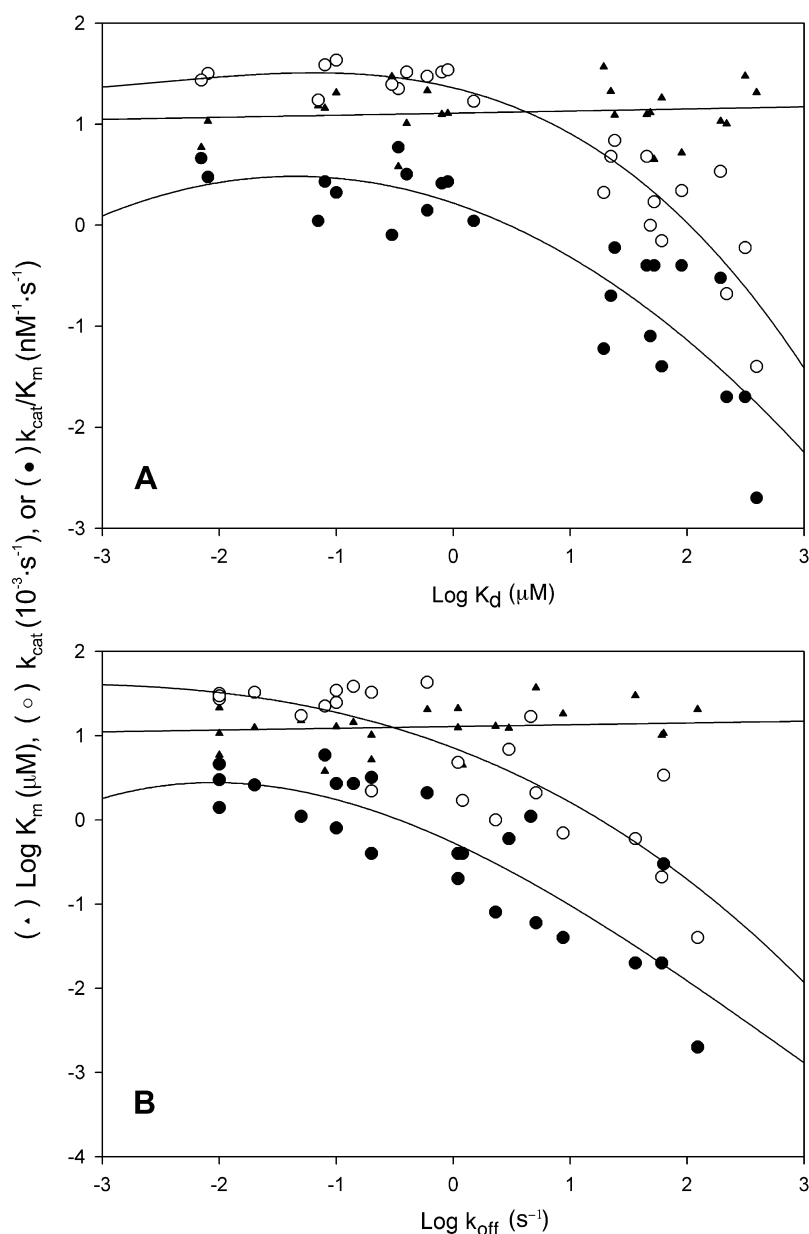 (▲) Log Kₘ (μM), (○) k_cat (10⁻³·s⁻¹), or (●) k_cat/Kₘ (nM⁻¹·s⁻¹)
2
1
0
-1
-2
-3
A
-3 -2 -1 0 1 2 3
Log K_d (μM)
2
1
0
-1
-2
-3
-4
B
-3 -2 -1 0 1 2 3
Log k_off (s⁻¹)